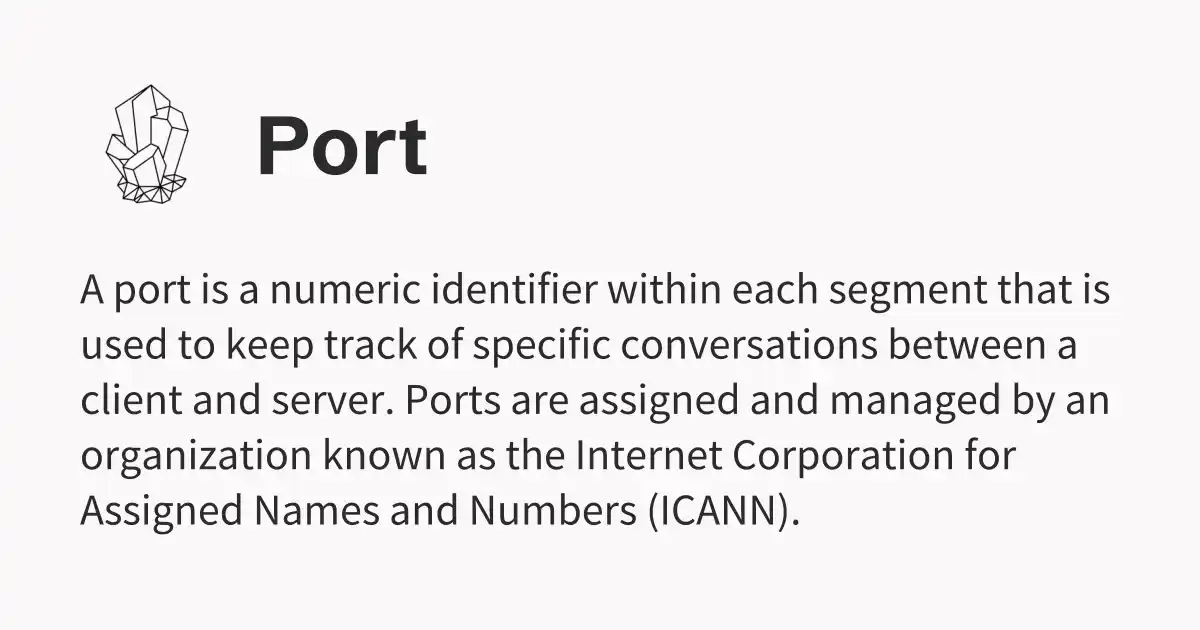 Port
A port is a numeric identifier within each segment that is
used to keep track of specific conversations between a
client and server. Ports are assigned and managed by an
organization known as the Internet Corporation for
Assigned Names and Numbers (ICANN).